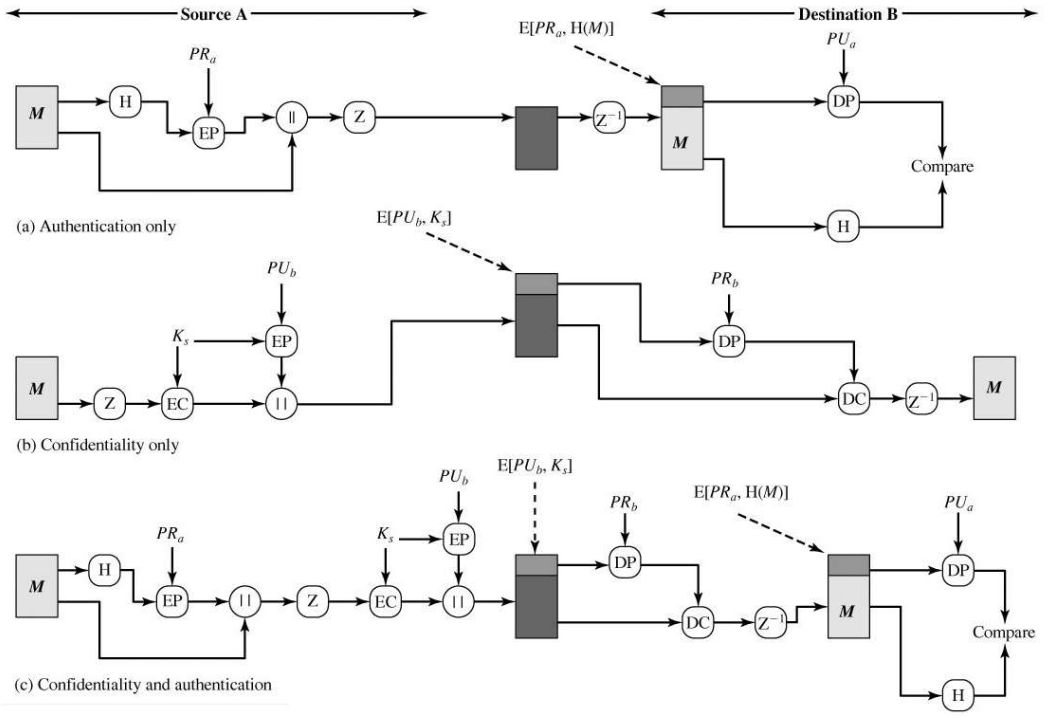 Source A
Destination B
E[PRa, H(M)]
PRa
PUa
M
H
EP
||
Z
Z−1
M
DP
Compare
H
(a) Authentication only
E[PUb, Ks]
PUb
PRb
Ks
EP
DP
M
Z
EC
||
DC
Z−1
M
(b) Confidentiality only
E[PUb, Ks]
PUb
PRb
E[PRa, H(M)]
PUa
PRa
Ks
EP
M
H
EP
||
Z
EC
||
DP
DC
Z−1
M
DP
Compare
H
(c) Confidentiality and authentication